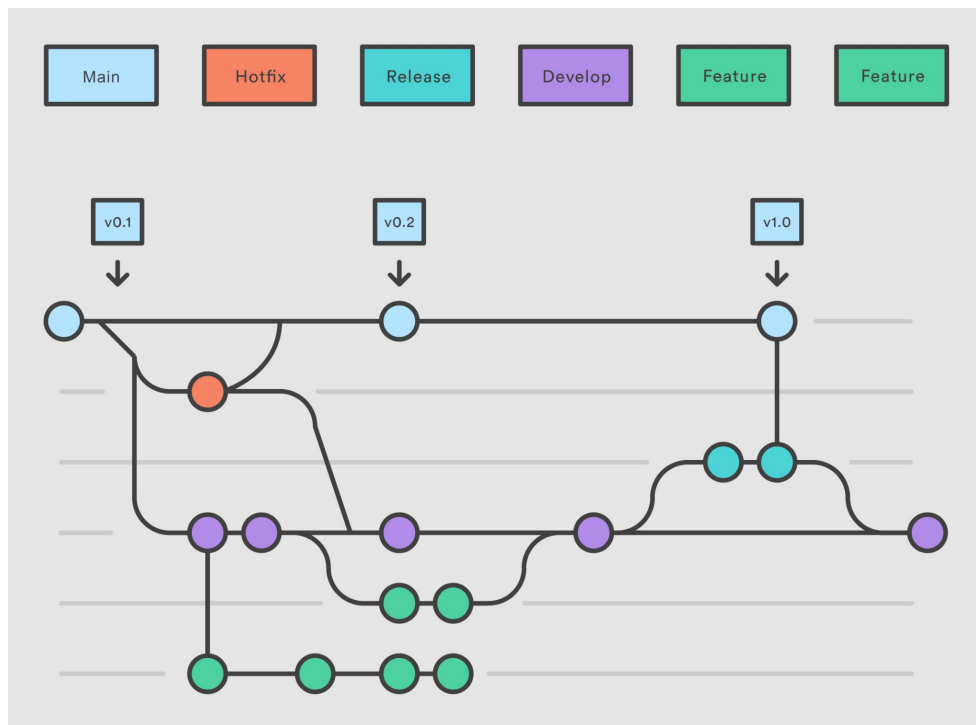 Main
Hotfix
Release
Develop
Feature
Feature
v0.1
v0.2
v1.0